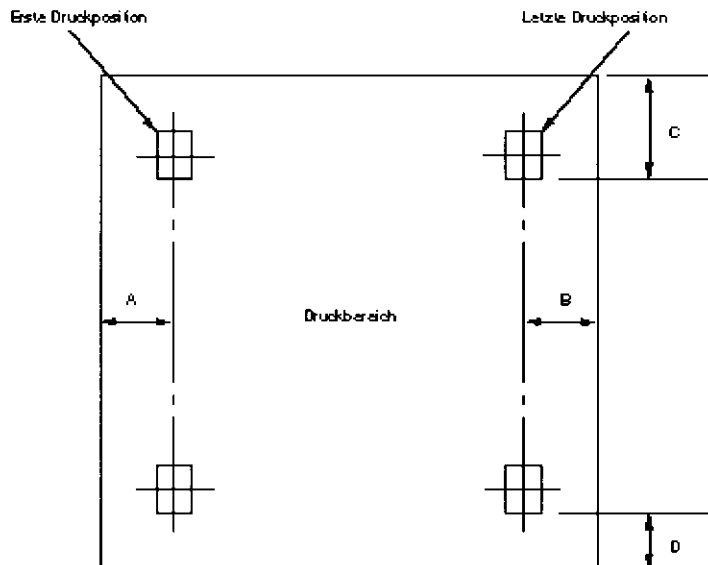 Erste Druckposition
Letzte Druckposition
C
A
B
Druckbereich
D